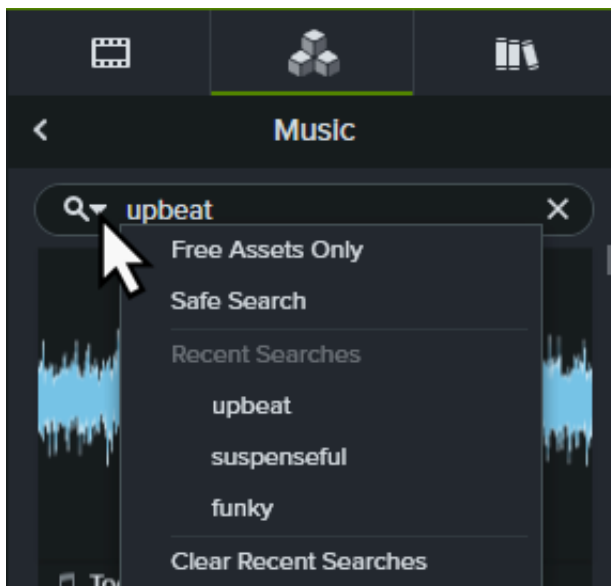 Music
upbeat
Free Assets Only
Safe Search
Recent Searches
upbeat
suspenseful
funky
Clear Recent Searches